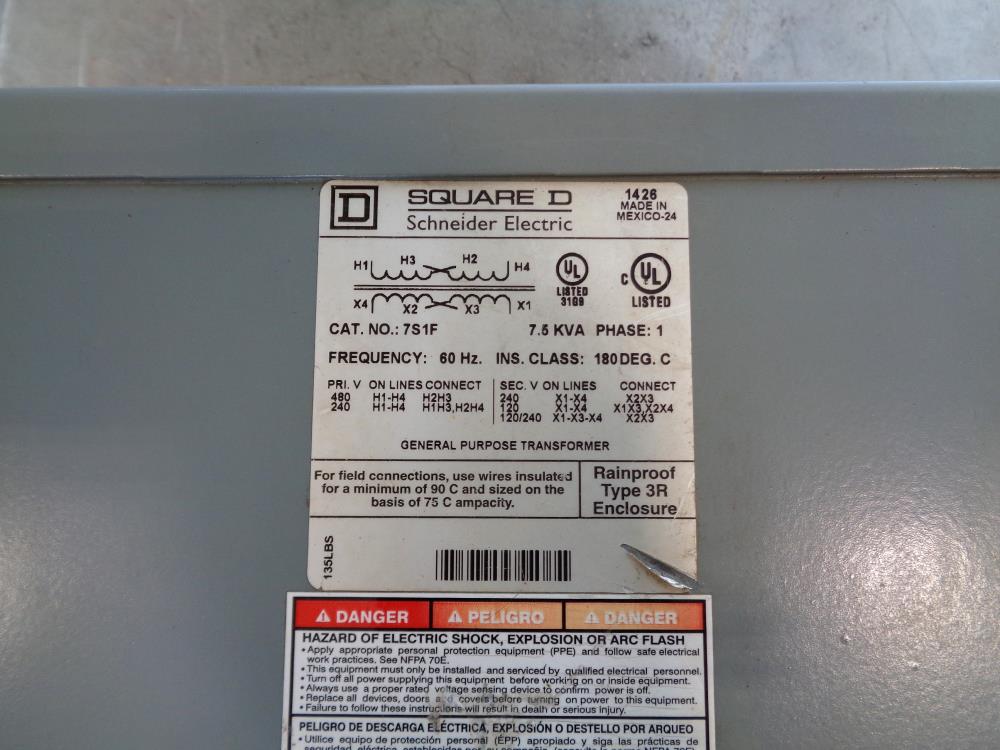 D
SQUARE D
Schneider Electric
1426
MADE IN
MEXICO-24
H1 H3 H2 H4
X4 X2 X3 X1
UL
LISTED
31G9
C UL
LISTED
CAT. NO.: 7S1F 7.5 KVA PHASE: 1
FREQUENCY: 60 Hz. INS. CLASS: 180 DEG. C
PRI. V ON LINES CONNECT
480 H1-H4 H2H3
240 H1-H4 H1H3,H2H4
SEC. V ON LINES CONNECT
240 X1-X4 X2X3
120 X1-X4 X1X3,X2X4
120/240 X1-X3-X4 X2X3
GENERAL PURPOSE TRANSFORMER
For field connections, use wires insulated
for a minimum of 90 C and sized on the
basis of 75 C ampacity.
Rainproof
Type 3R
Enclosure
135LBS
DANGER
PELIGRO
DANGER
HAZARD OF ELECTRIC SHOCK, EXPLOSION OR ARC FLASH
• Apply appropriate personal protection equipment (PPE) and follow safe electrical
work practices. See NFPA 70E.
• This equipment must only be installed and serviced by qualified electrical personnel.
• Turn off all power supplying this equipment before working on or inside equipment.
• Always use a proper rated voltage sensing device to confirm power is off.
• Replace all devices, doors and covers before turning on power to this equipment.
• Failure to follow these instructions will result in death or serious injury.
PELIGRO DE DESCARGA ELÉCTRICA, EXPLOSIÓN O DESTELLO POR ARQUEO
• Utilice equipo de protección personal (EPP) apropiado y siga las prácticas de